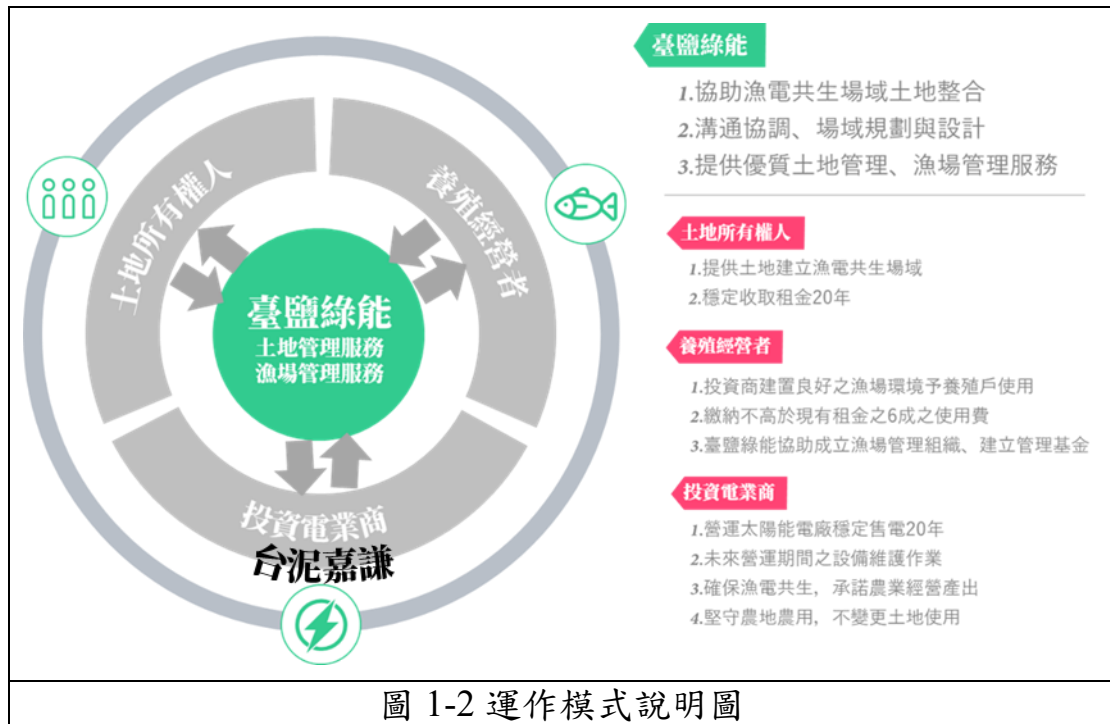 土地所有權人
養殖經營者
臺鹽綠能
土地管理服務
漁場管理服務
投資電業商
台泥嘉謙
臺鹽綠能
1.協助漁電共生場域土地整合
2.溝通協調、場域規劃與設計
3.提供優質土地管理、漁場管理服務
土地所有權人
1.提供土地建立漁電共生場域
2.穩定收取租金20年
養殖經營者
1.投資商建置良好之漁場環境予養殖戶使用
2.繳納不高於現有租金之6成之使用費
3.臺鹽綠能協助成立漁場管理組織、建立管理基金
投資電業商
1.營運太陽能電廠穩定售電20年
2.未來營運期間之設備維護作業
3.確保漁電共生，承諾農業經營產出
4.堅守農地農用，不變更土地使用
圖 1-2 運作模式說明圖